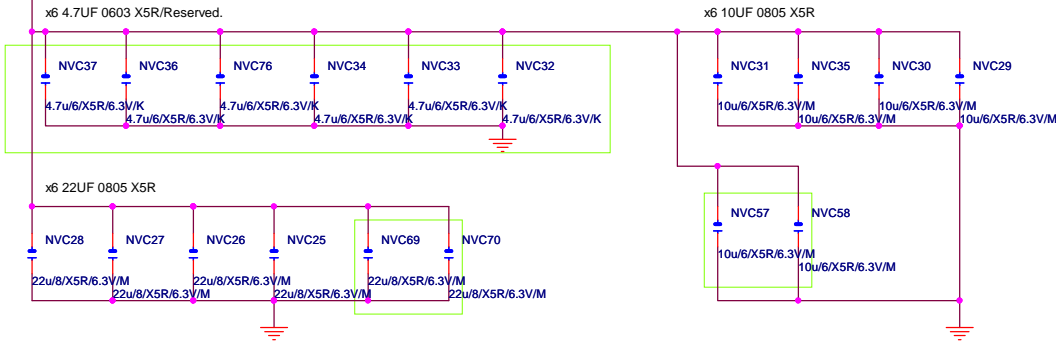 x6 4.7UF 0603 X5R/Reserved.
x6 10UF 0805 X5R
NVC37
NVC36
NVC76
NVC34
NVC33
NVC32
NVC31
NVC35
NVC30
NVC29
4.7u/6/X5R/6.3V/K
4.7u/6/X5R/6.3V/K
4.7u/6/X5R/6.3V/K
4.7u/6/X5R/6.3V/K
4.7u/6/X5R/6.3V/K
4.7u/6/X5R/6.3V/K
10u/6/X5R/6.3V/M
10u/6/X5R/6.3V/M
10u/6/X5R/6.3V/M
10u/6/X5R/6.3V/M
x6 22UF 0805 X5R
NVC28
NVC27
NVC26
NVC25
NVC69
NVC70
22u/8/X5R/6.3V/M
22u/8/X5R/6.3V/M
22u/8/X5R/6.3V/M
22u/8/X5R/6.3V/M
22u/8/X5R/6.3V/M
22u/8/X5R/6.3V/M
NVC57
NVC58
10u/6/X5R/6.3V/M
10u/6/X5R/6.3V/M